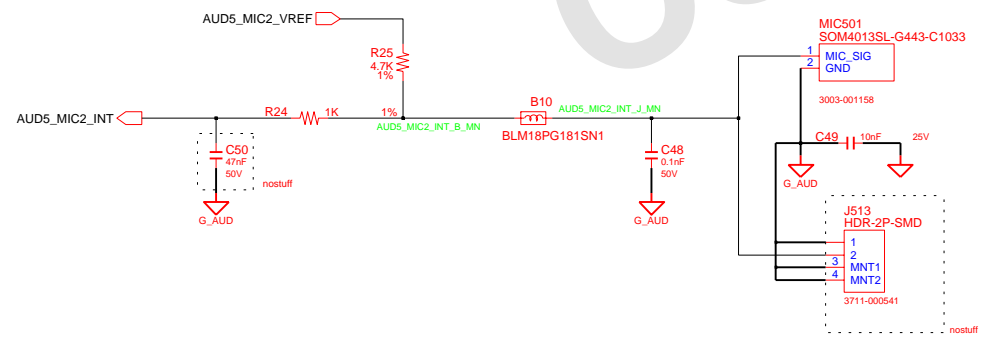 AUD5_MIC2_VREF
R25
4.7K
1%
AUD5_MIC2_INT
R24
1K
1%
AUD5_MIC2_INT_B_MN
B10
BLM18PG181SN1
AUD5_MIC2_INT_J_MN
C50
47nF
50V
nostuff
G_AUD
C48
0.1nF
50V
G_AUD
MIC501
SOM4013SL-G443-C1033
1
MIC_SIG
2
GND
3003-001158
C49
10nF
25V
G_AUD
J513
HDR-2P-SMD
1
2
3
MNT1
4
MNT2
3711-000541
nostuff